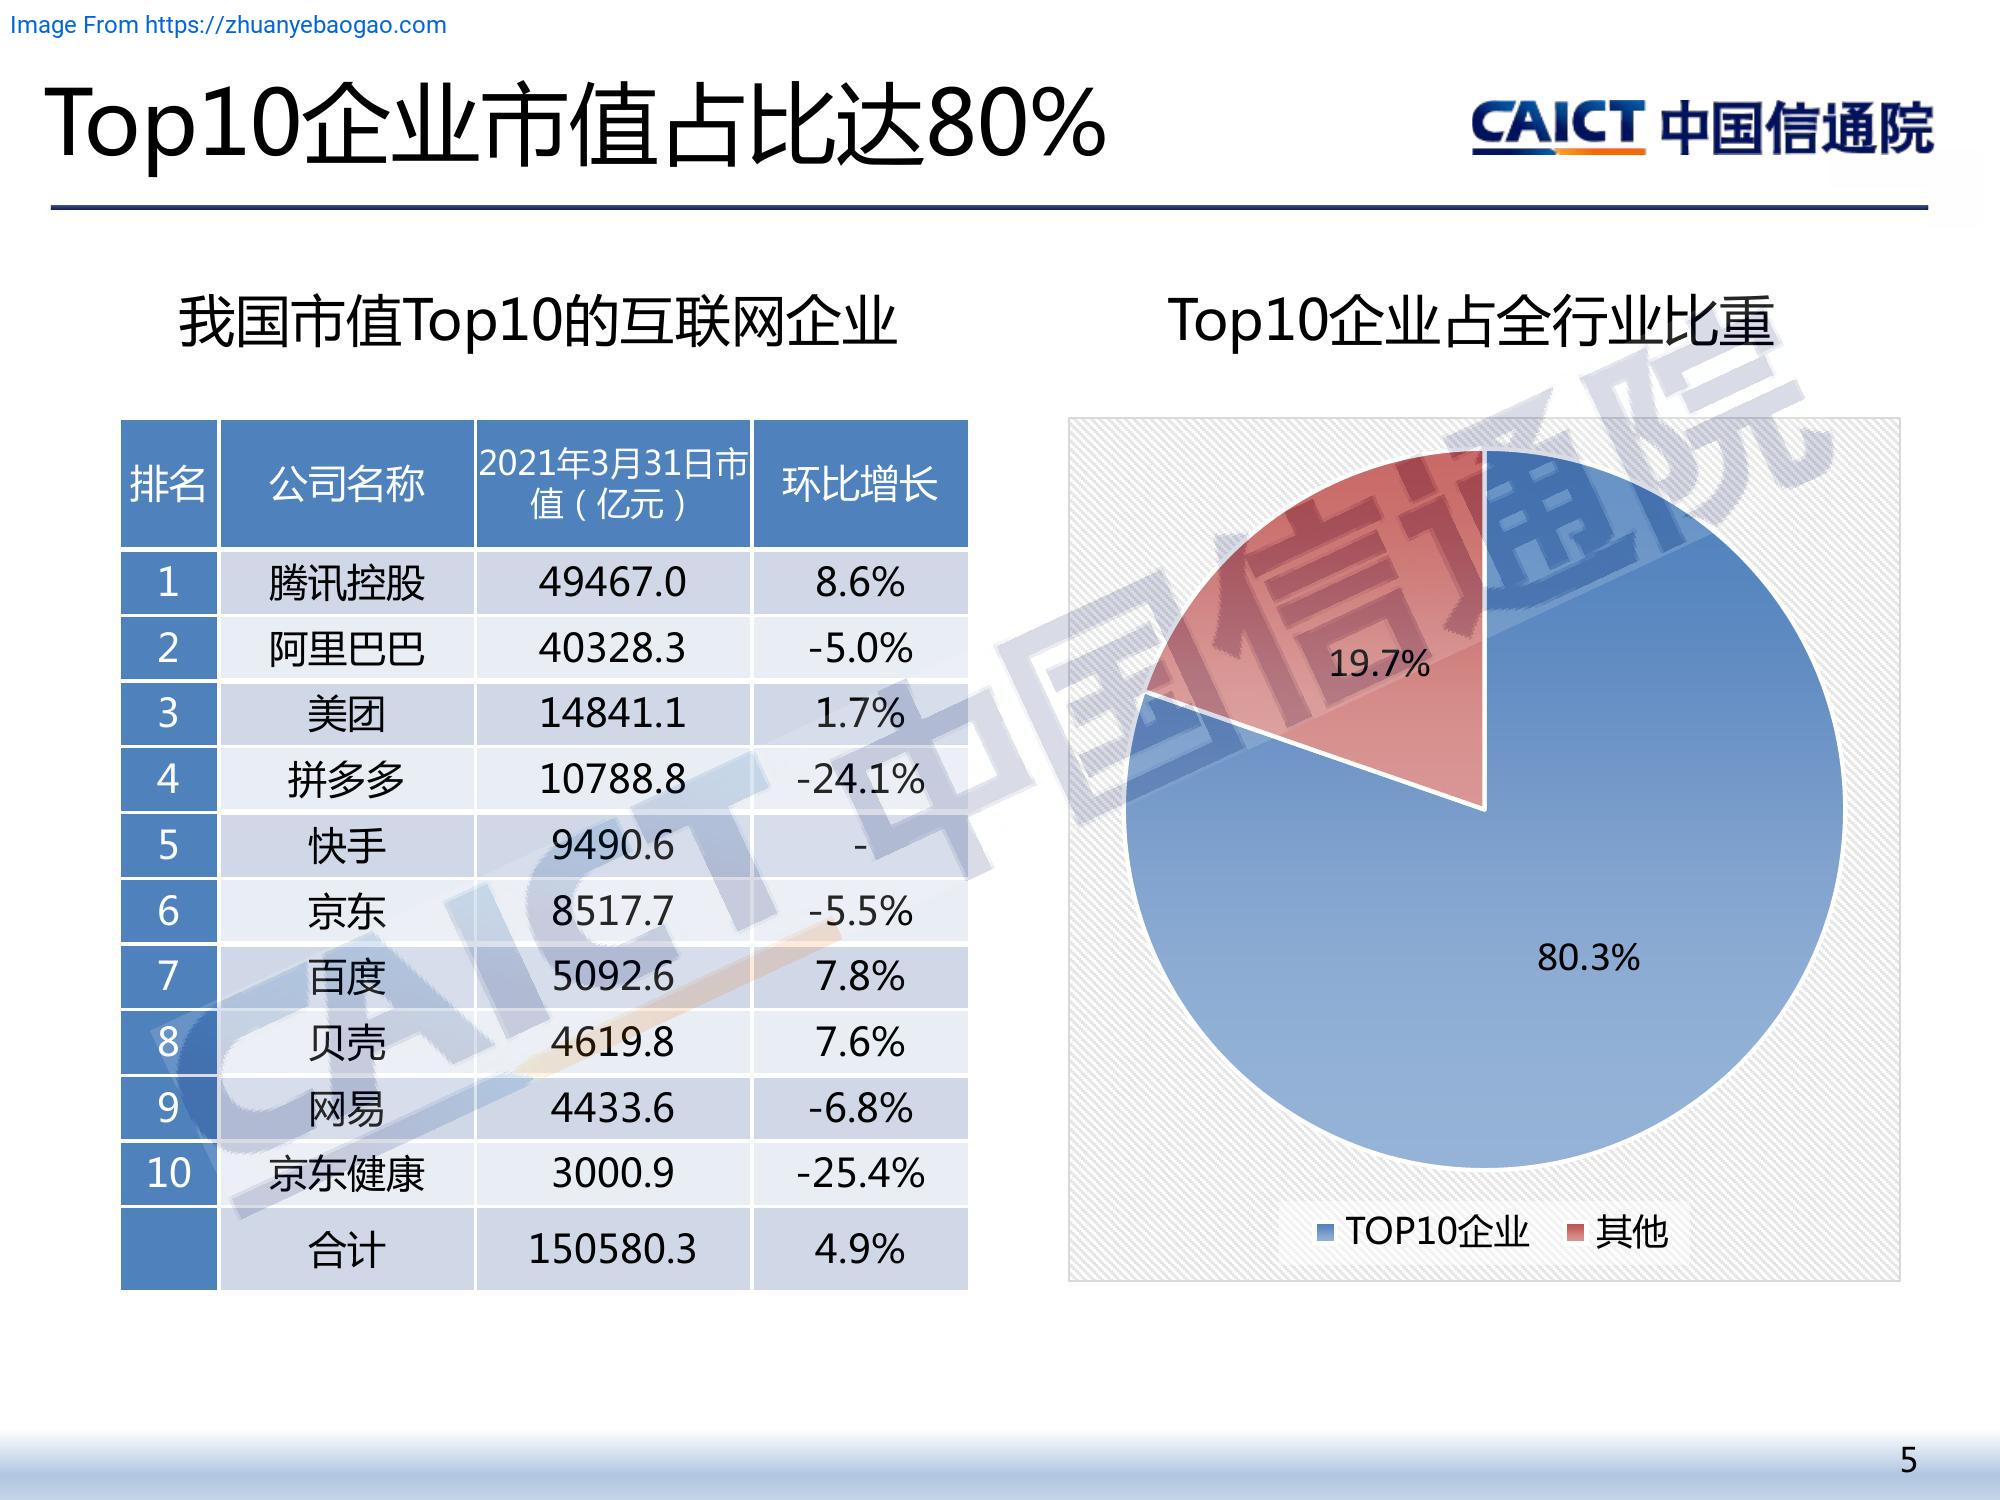 Image From https://zhuanyebaogao.com
Top10企业市值占比达80%
CAICT 中国信通院
我国市值Top10的互联网企业
排名 公司名称 2021年3月31日市值（亿元） 环比增长
1 腾讯控股 49467.0 8.6%
2 阿里巴巴 40328.3 -5.0%
3 美团 14841.1 1.7%
4 拼多多 10788.8 -24.1%
5 快手 9490.6 -
6 京东 8517.7 -5.5%
7 百度 5092.6 7.8%
8 贝壳 4619.8 7.6%
9 网易 4433.6 -6.8%
10 京东健康 3000.9 -25.4%
合计 150580.3 4.9%
Top10企业占全行业比重
19.7%
80.3%
TOP10企业 其他
CAICT 中国信通院
5